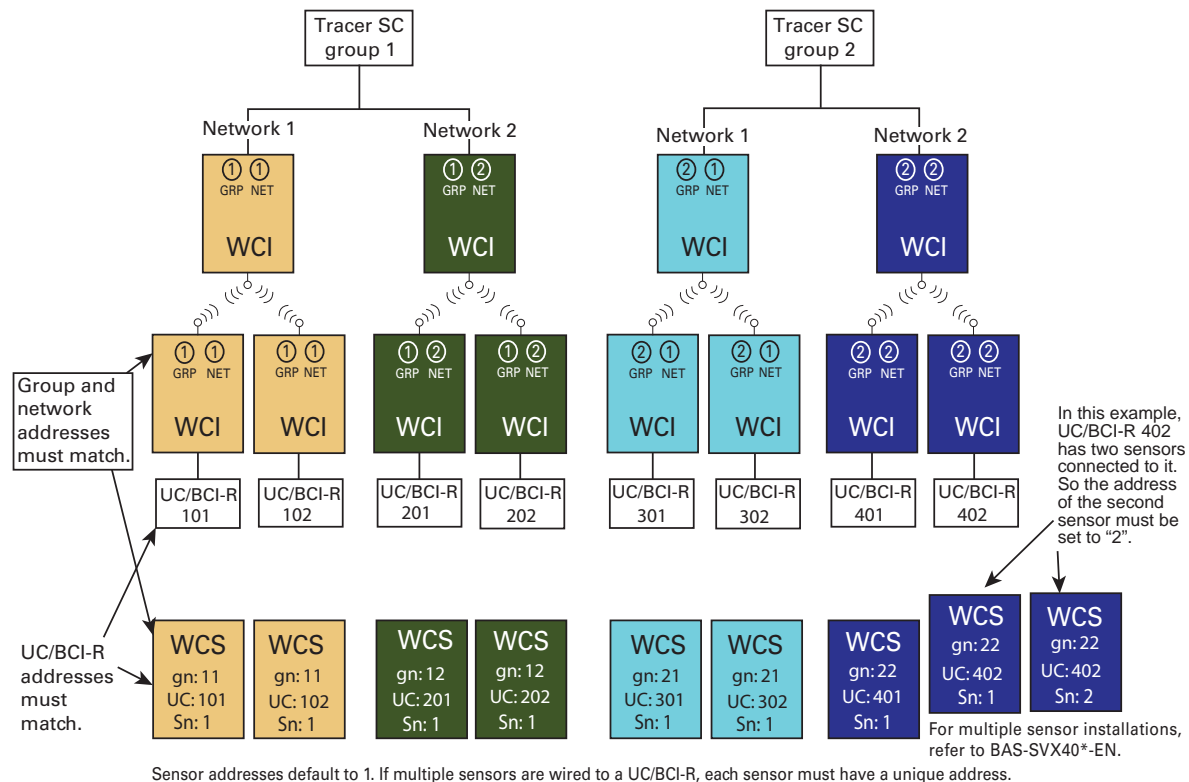 Tracer SC
group 1
Tracer SC
group 2
Network 1
Network 2
Network 1
Network 2
① ①
GRP NET
WCI
① ②
GRP NET
WCI
② ①
GRP NET
WCI
② ②
GRP NET
WCI
Group and
network
addresses
must match.
① ①
GRP NET
WCI
① ①
GRP NET
WCI
① ②
GRP NET
WCI
① ②
GRP NET
WCI
② ①
GRP NET
WCI
② ①
GRP NET
WCI
② ②
GRP NET
WCI
② ②
GRP NET
WCI
In this example,
UC/BCI-R 402
has two sensors
connected to it.
So the address
of the second
sensor must be
set to “2”.
UC/BCI-R
101
UC/BCI-R
102
UC/BCI-R
201
UC/BCI-R
202
UC/BCI-R
301
UC/BCI-R
302
UC/BCI-R
401
UC/BCI-R
402
UC/BCI-R
addresses
must
match.
WCS
gn: 11
UC: 101
Sn: 1
WCS
gn: 11
UC: 102
Sn: 1
WCS
gn: 12
UC: 201
Sn: 1
WCS
gn: 12
UC: 202
Sn: 1
WCS
gn: 21
UC: 301
Sn: 1
WCS
gn: 21
UC: 302
Sn: 1
WCS
gn: 22
UC: 401
Sn: 1
WCS
gn: 22
UC: 402
Sn: 1
WCS
gn: 22
UC: 402
Sn: 2
For multiple sensor installations,
refer to BAS-SVX40*-EN.
Sensor addresses default to 1. If multiple sensors are wired to a UC/BCI-R, each sensor must have a unique address.